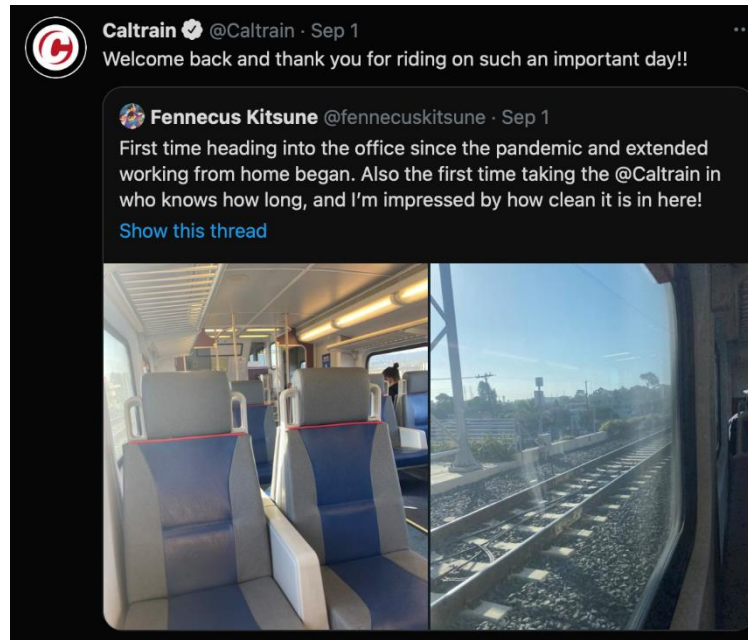 Caltrain @Caltrain · Sep 1
Welcome back and thank you for riding on such an important day!!
Fennecus Kitsune @fennecuskitsune · Sep 1
First time heading into the office since the pandemic and extended
working from home began. Also the first time taking the @Caltrain in
who knows how long, and I’m impressed by how clean it is in here!
Show this thread